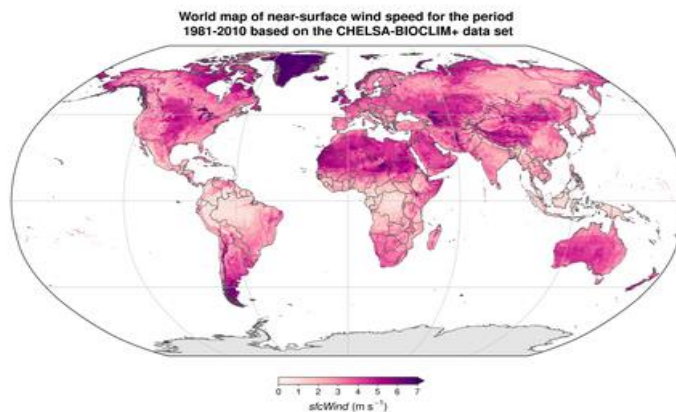 World map of near-surface wind speed for the period
1981-2010 based on the CHELSA-BIOCLIM+ data set
0 1 2 3 4 5 6 7
sfcWind (m s⁻¹)